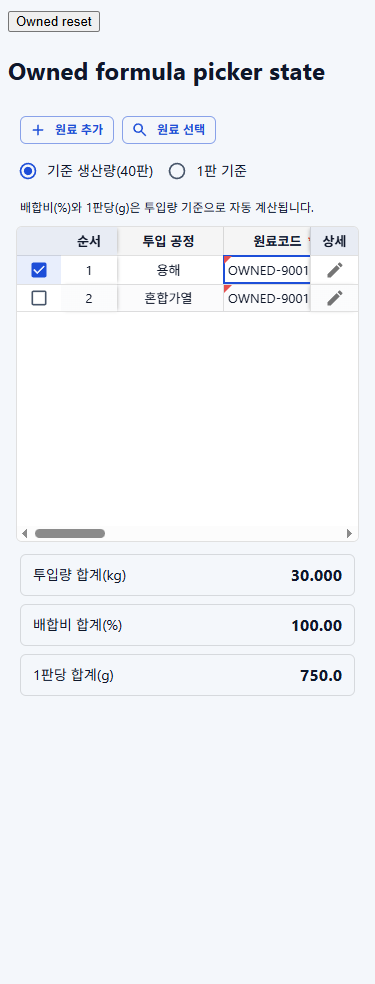 Owned reset
Owned formula picker state
원료 추가 원료 선택
기준 생산량(40판) 1판 기준
배합비(%)와 1판당(g)은 투입량 기준으로 자동 계산됩니다.
순서 투입 공정 원료코드 상세
1 용해 OWNED-9001
2 혼합가열 OWNED-9001
투입량 합계(kg) 30.000
배합비 합계(%) 100.00
1판당 합계(g) 750.0